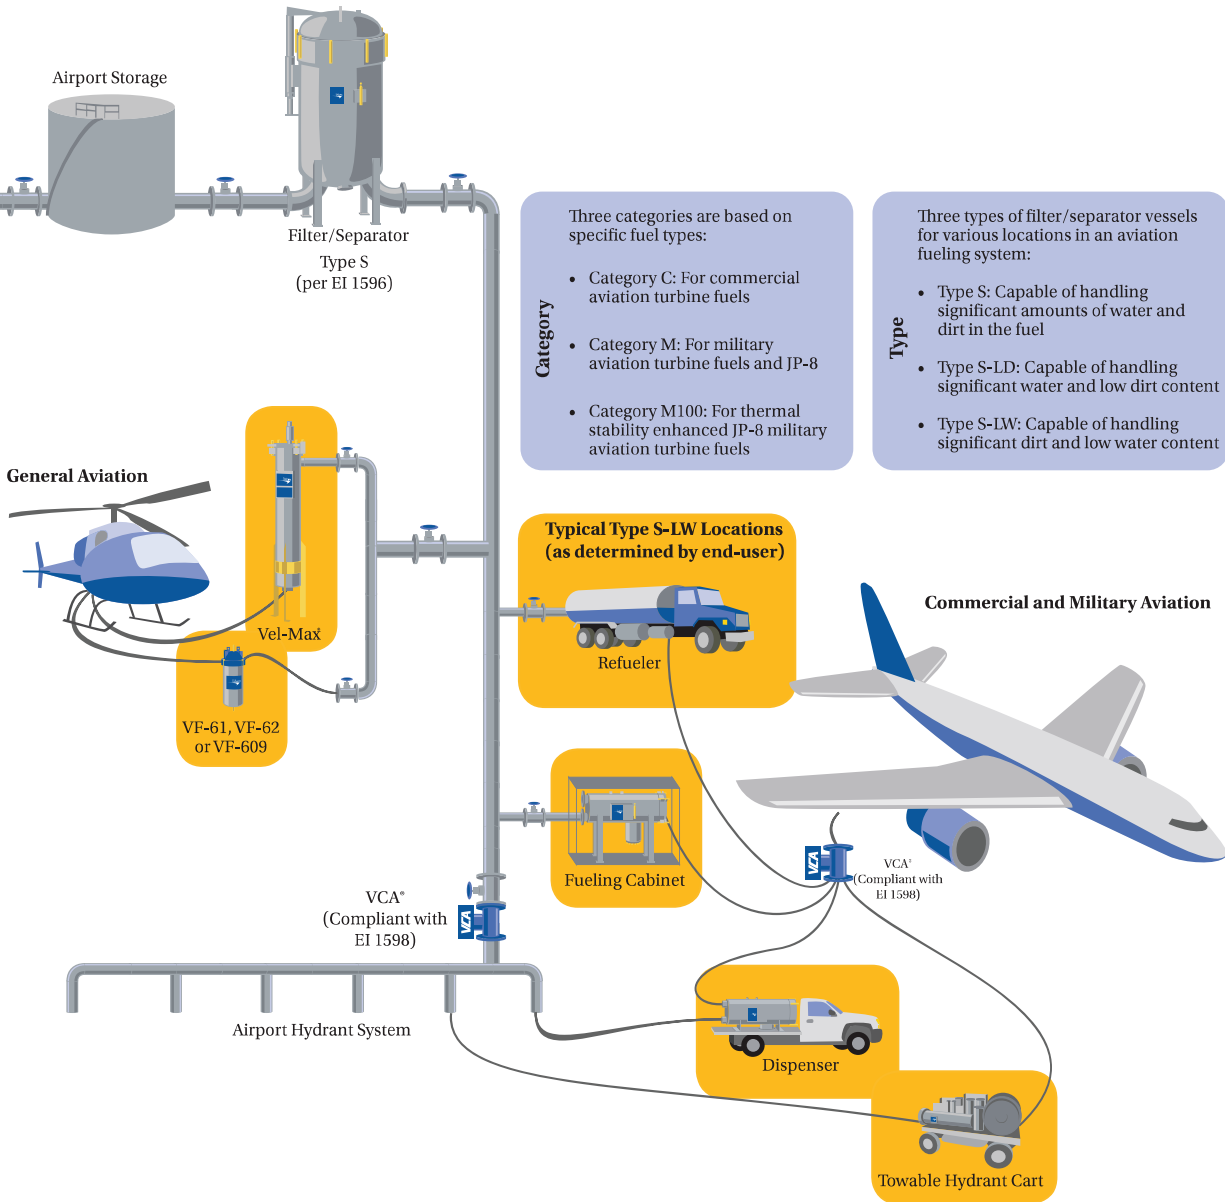 Airport Storage
Filter/Separator
Type S
(per EI 1596)
Category
Three categories are based on
specific fuel types:
• Category C: For commercial
aviation turbine fuels
• Category M: For military
aviation turbine fuels and JP-8
• Category M100: For thermal
stability enhanced JP-8 military
aviation turbine fuels
Type
Three types of filter/separator vessels
for various locations in an aviation
fueling system:
• Type S: Capable of handling
significant amounts of water and
dirt in the fuel
• Type S-LD: Capable of handling
significant water and low dirt content
• Type S-LW: Capable of handling
significant dirt and low water content
General Aviation
Vel-Max®
VF-61, VF-62
or VF-609
Typical Type S-LW Locations
(as determined by end-user)
Refueler
Commercial and Military Aviation
Fueling Cabinet
VCA
VCA®
(Compliant with
EI 1598)
VCA®
(Compliant with
EI 1598)
VCA
Airport Hydrant System
Dispenser
Towable Hydrant Cart